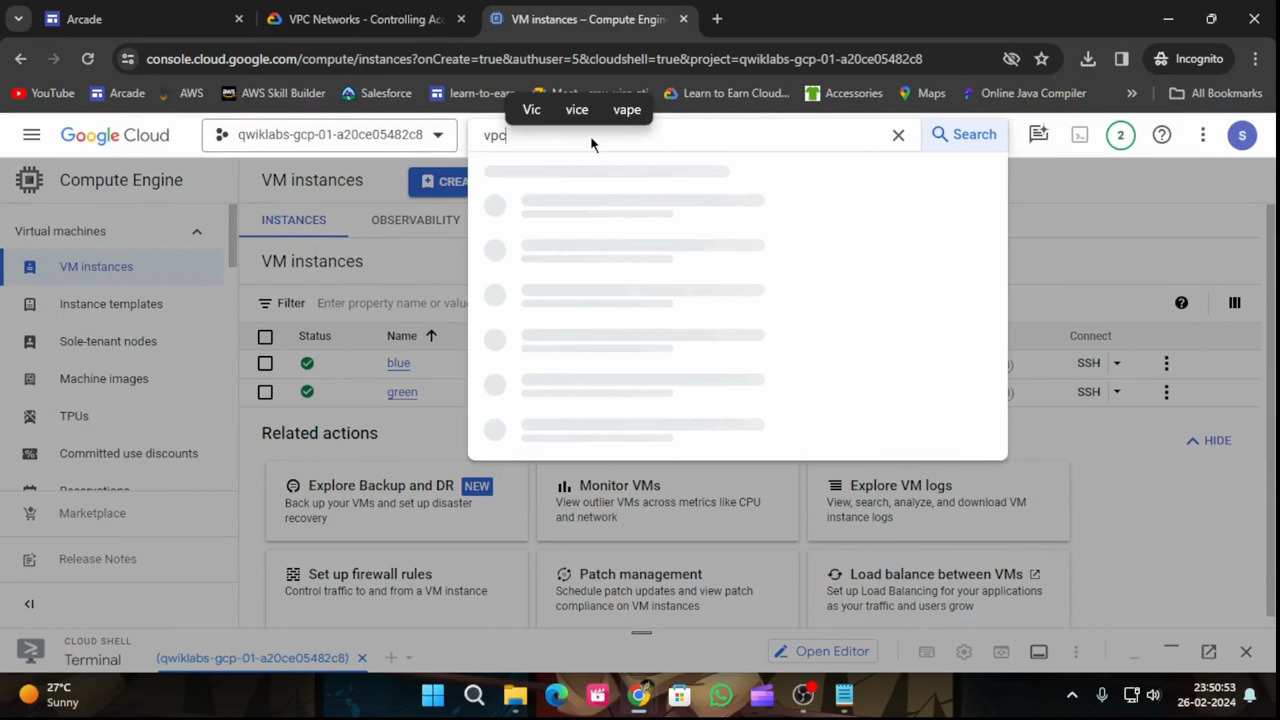 Arcade
VPC Networks - Controlling Acc
VM instances – Compute Engin
console.cloud.google.com/compute/instances?onCreate=true&authuser=5&cloudshell=true&project=qwiklabs-gcp-01-a20ce05482c8
Incognito
YouTube
Arcade
AWS
AWS Skill Builder
Salesforce
learn-to-earn
Learn to Earn Cloud...
Accessories
Maps
Online Java Compiler
All Bookmarks
Vic vice vape
Google Cloud
qwiklabs-gcp-01-a20ce05482c8
vpc
Search
2
S
Compute Engine
VM instances
CREA
Virtual machines
INSTANCES
OBSERVABILITY
VM instances
VM instances
Instance templates
Filter Enter property name or value
Status Name Connect
Sole-tenant nodes
blue SSH
Machine images
green SSH
TPUs
Related actions
HIDE
Committed use discounts
Reservations
Marketplace
Release Notes
Explore Backup and DR NEW
Back up your VMs and set up disaster
recovery
Monitor VMs
View outlier VMs across metrics like CPU
and network
Explore VM logs
View, search, analyze, and download VM
instance logs
Set up firewall rules
Control traffic to and from a VM instance
Patch management
Schedule patch updates and view patch
compliance on VM instances
Load balance between VMs
Set up Load Balancing for your applications
as your traffic and users grow
CLOUD SHELL
Terminal
(qwiklabs-gcp-01-a20ce05482c8)
Open Editor
27°C
Sunny
23:50:53
26-02-2024